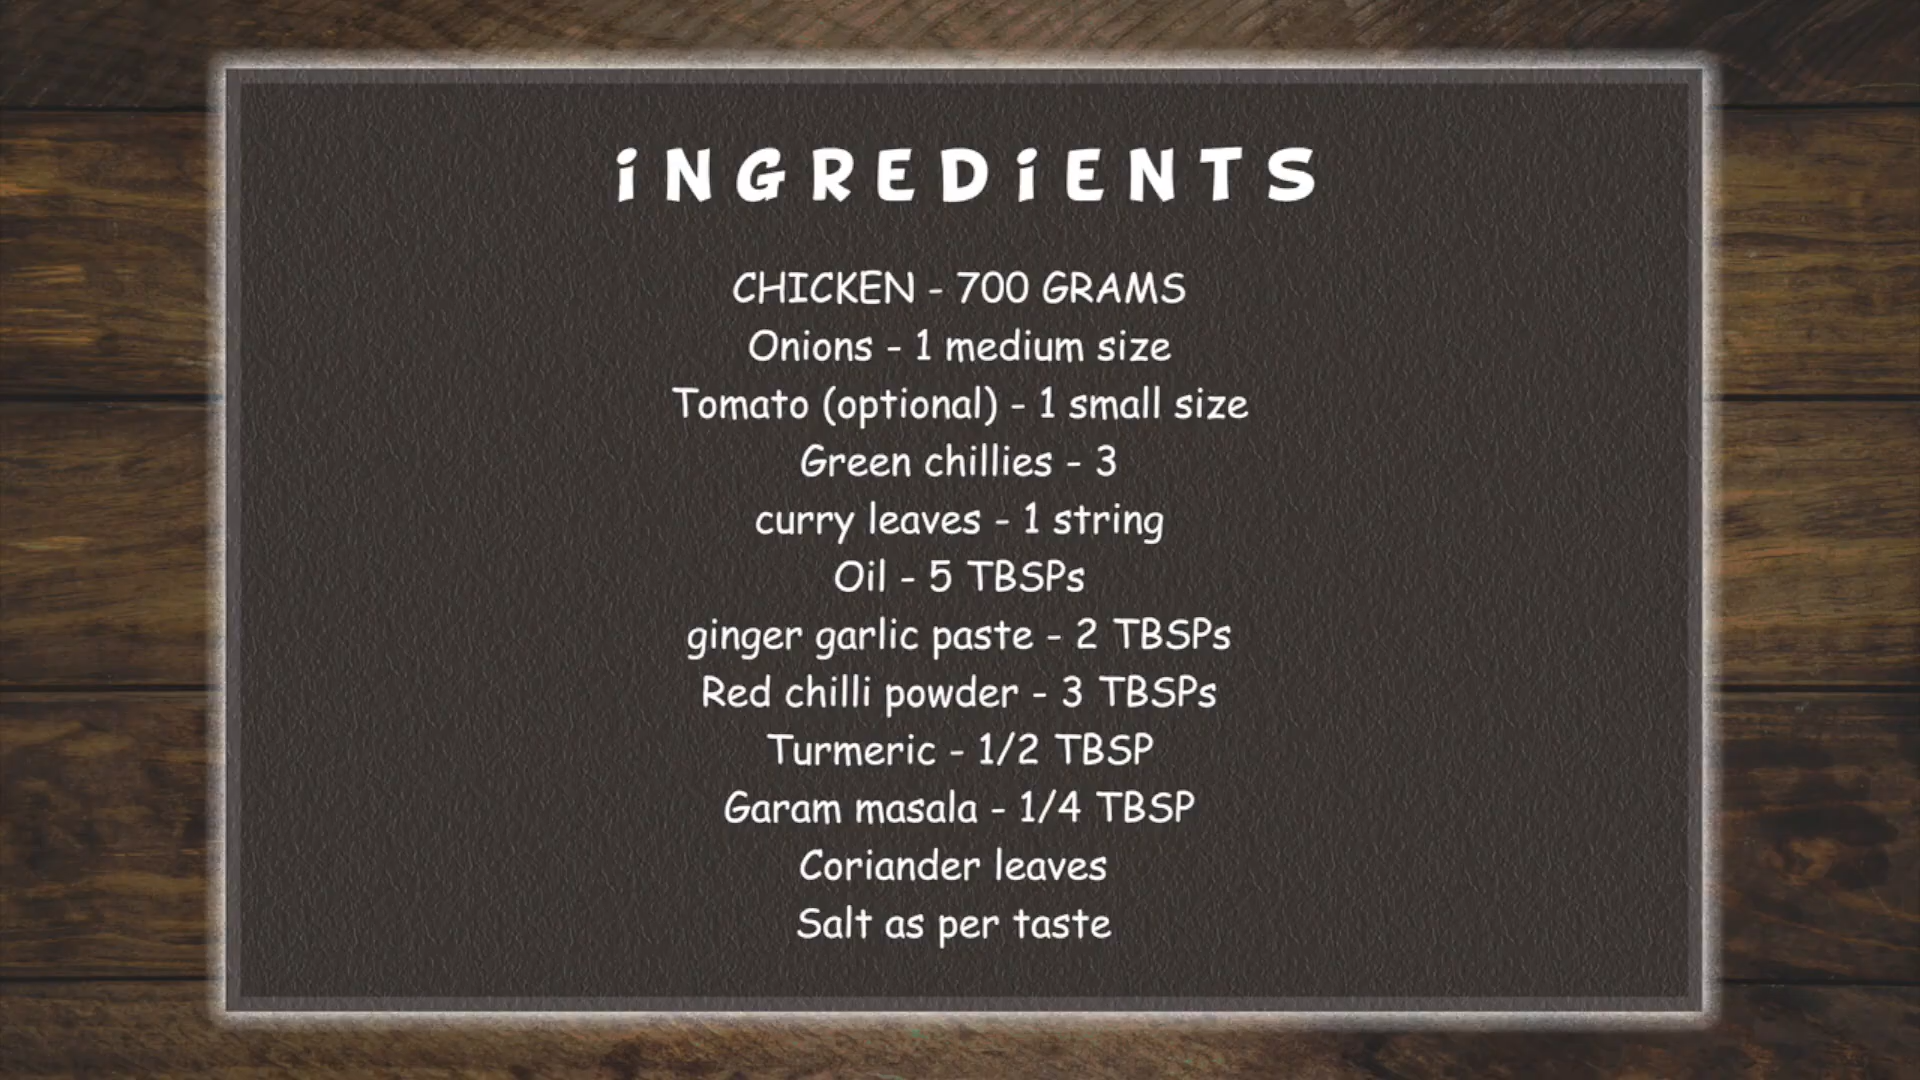 iNGREDiENTS
CHICKEN - 700 GRAMS
Onions - 1 medium size
Tomato (optional) - 1 small size
Green chillies - 3
curry leaves - 1 string
Oil - 5 TBSPs
ginger garlic paste - 2 TBSPs
Red chilli powder - 3 TBSPs
Turmeric - 1/2 TBSP
Garam masala - 1/4 TBSP
Coriander leaves
Salt as per taste